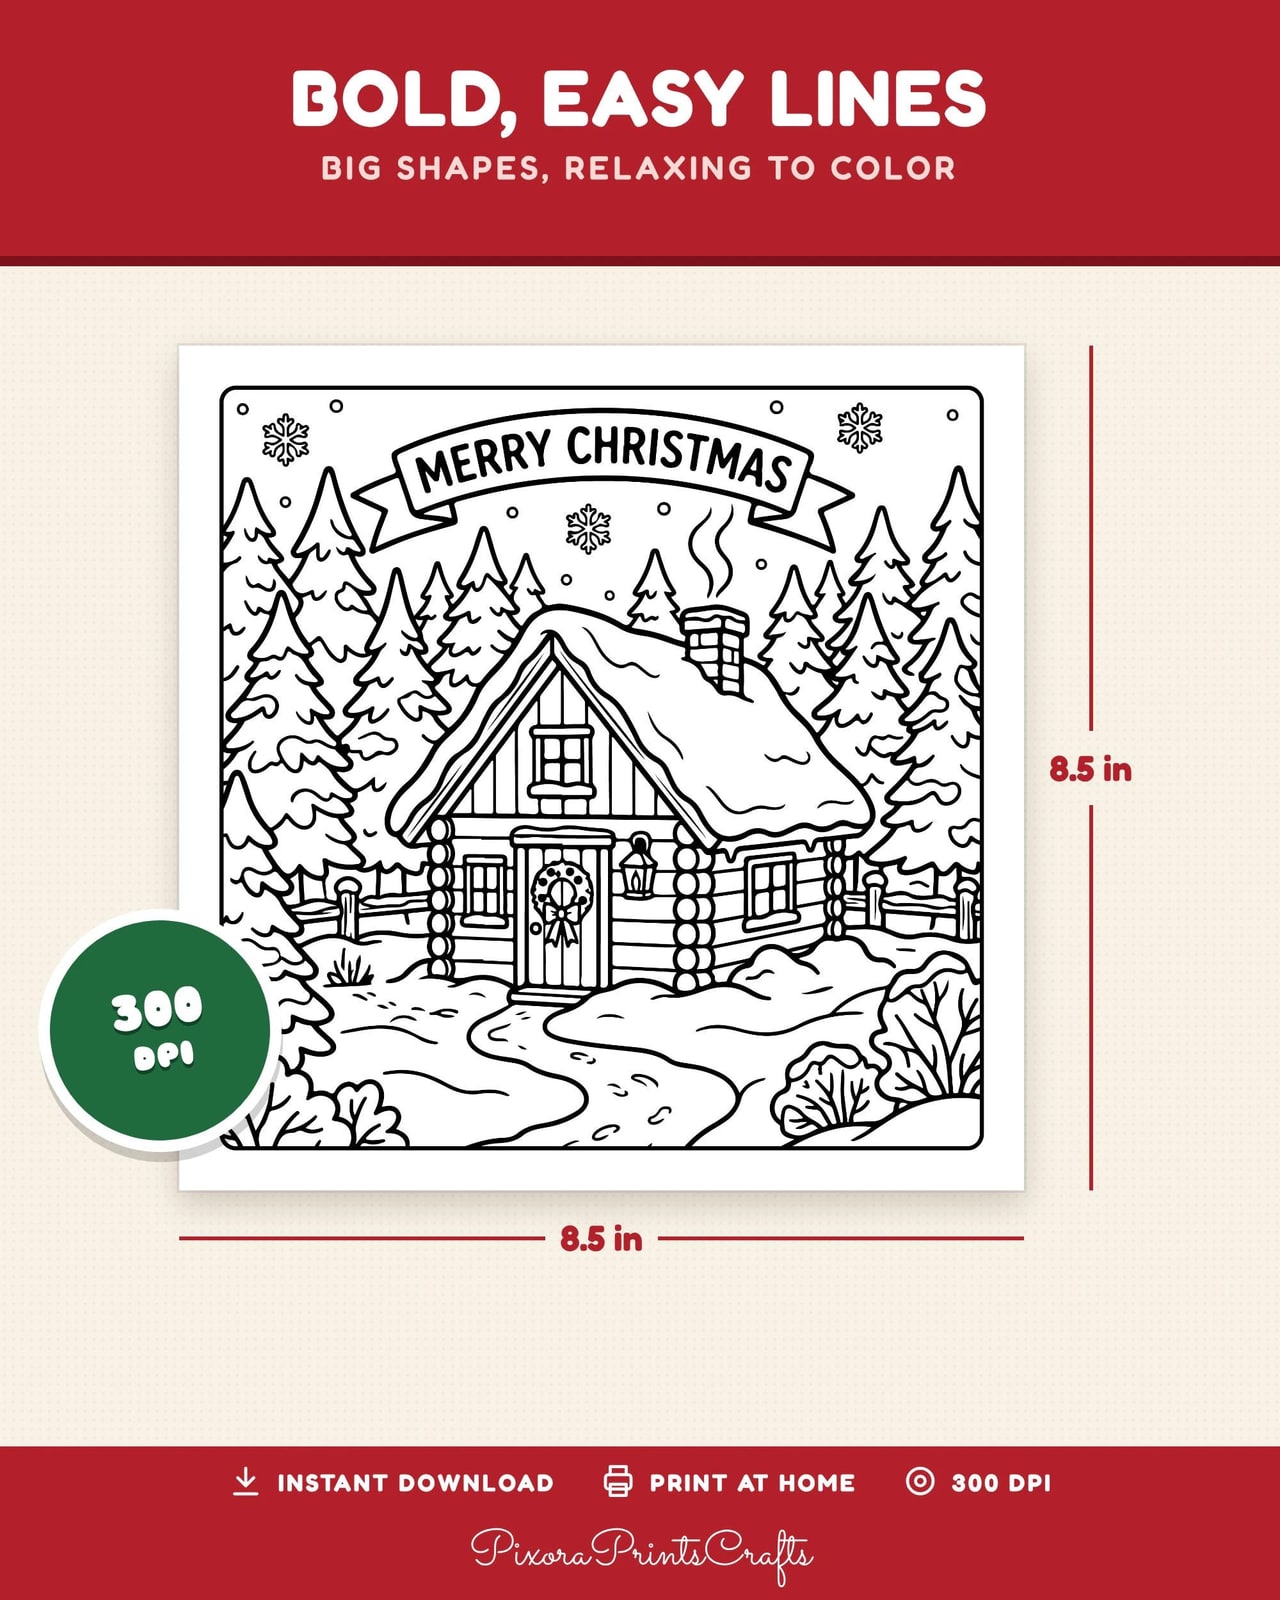 BOLD, EASY LINES
BIG SHAPES, RELAXING TO COLOR
MERRY CHRISTMAS
8.5 in
300
DPI
8.5 in
INSTANT DOWNLOAD PRINT AT HOME 300 DPI
PixoraPrintsCrafts